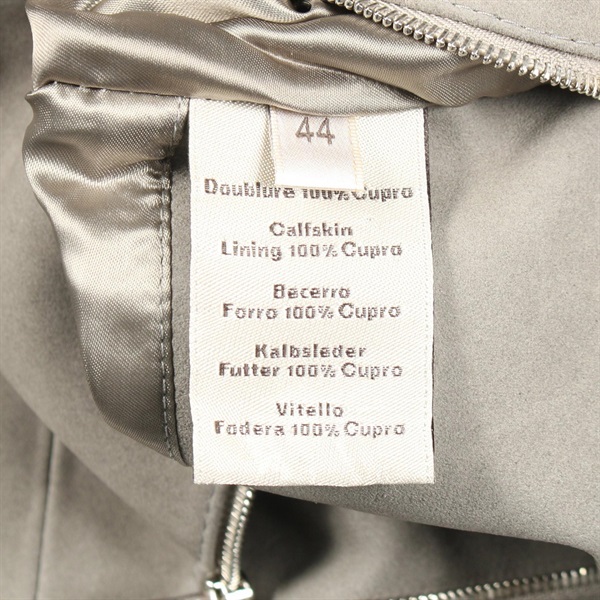 44
Doublure 100% Cupro
Calfskin
Lining 100% Cupro
Becerro
Forro 100% Cupro
Kalbsleder
Futter 100% Cupro
Vitello
Fodera 100% Cupro